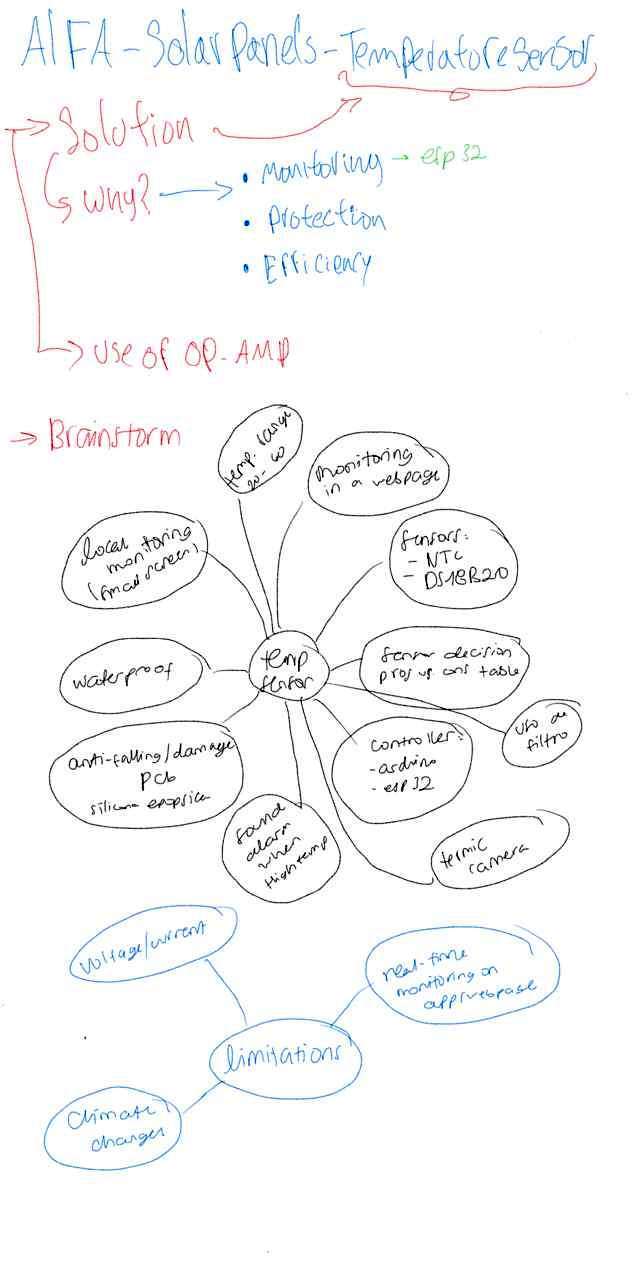 AlFA - Solar Panels - Temperature sensor
Solution
Why?
• Monitoring → esp 32
• Protection
• Efficiency
→ Use of OP-AMP
→ Brainstorm
temp. range
20-60
monitoring
in a webpage
local
monitoring
(small screen)
sensors:
- NTC
- DS18B20
temp
sensor
waterproof
sensor decision
pros vs cons table
uso de
filtro
anti-falling/damage
PCB
silicona
controller:
- arduino
- esp 32
sound
alarm
when
High temp
termic
camera
voltage/current
real-time
monitoring on
app/webpage
limitations
Climate
changes